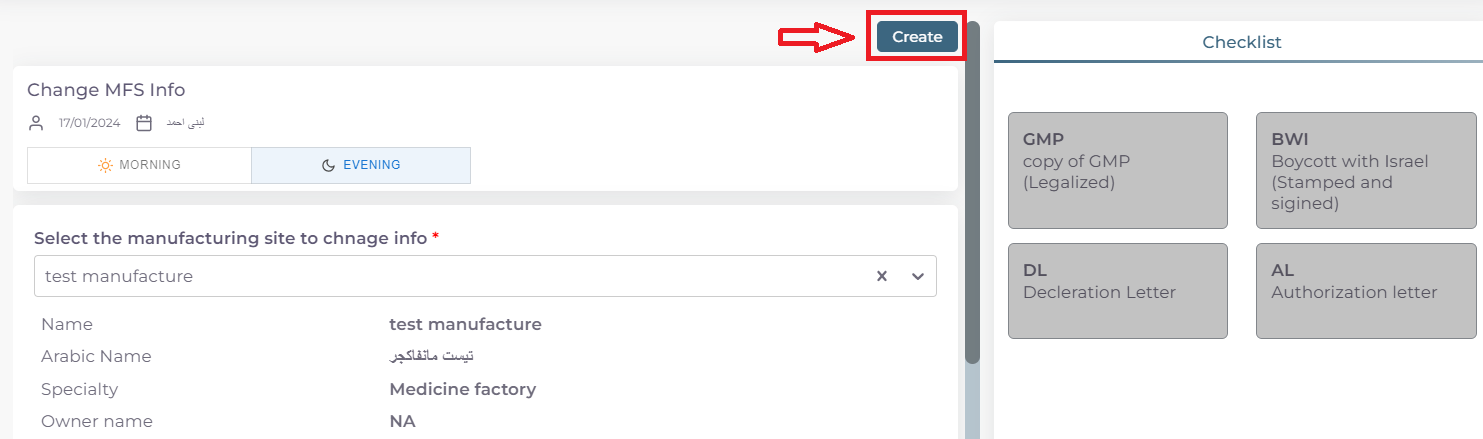 Create
Change MFS Info
17/01/2024 لبنى احمد
MORNING EVENING
Select the manufacturing site to chnage info *
test manufacture
Name test manufacture
Arabic Name تيست مانفاكجر
Specialty Medicine factory
Owner name NA
Checklist
GMP
copy of GMP
(Legalized)
BWI
Boycott with Israel
(Stamped and
sigined)
DL
Decleration Letter
AL
Authorization letter